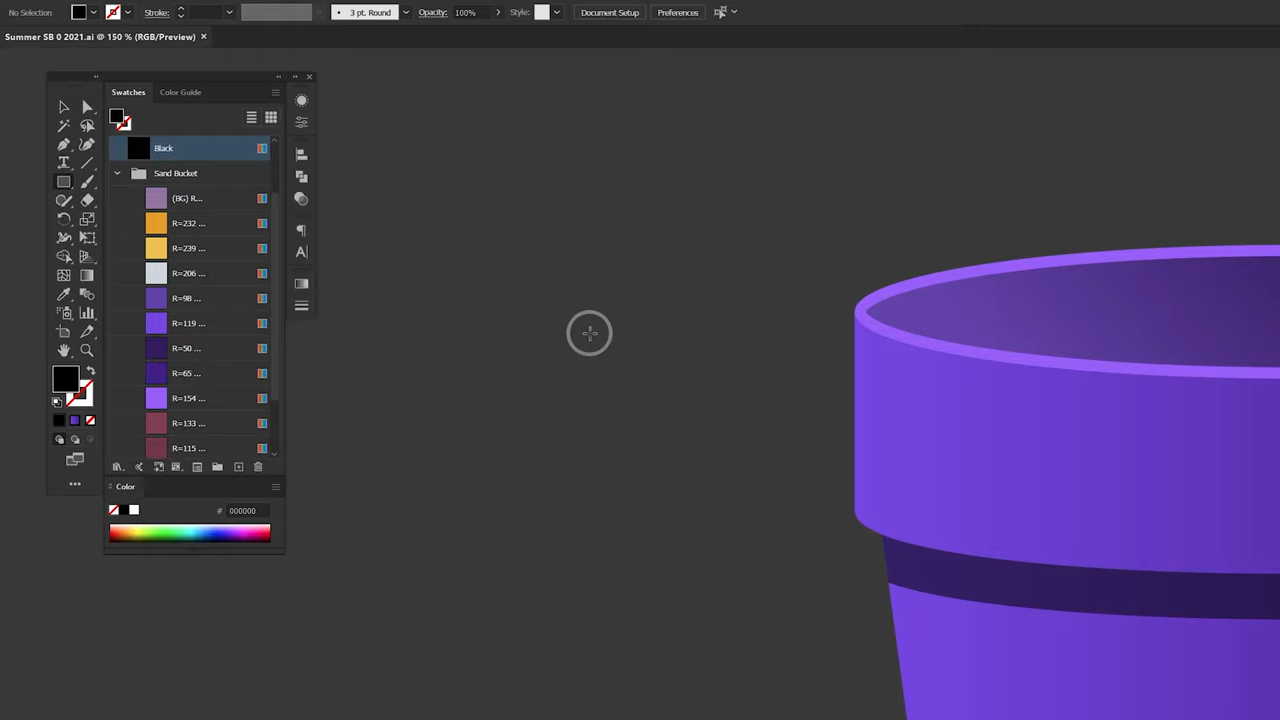 No Selection Stroke: 3 pt. Round Opacity: 100% Style: Document Setup Preferences
Summer SB 0 2021.ai @ 150 % (RGB/Preview) ×
Swatches Color Guide
Black
Sand Bucket
(BG) R...
R=232 ...
R=239 ...
R=206 ...
R=98 ...
R=119 ...
R=50 ...
R=65 ...
R=154 ...
R=133 ...
R=115 ...
Color
# 000000